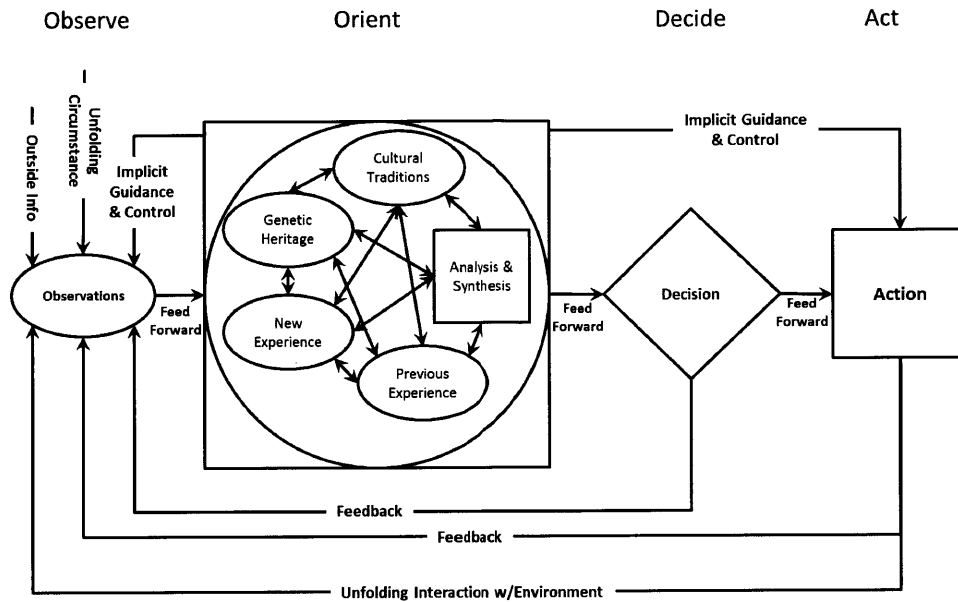 Observe
Orient
Decide
Act
Outside Info
Unfolding
Circumstance
Implicit
Guidance
& Control
Implicit Guidance
& Control
Cultural
Traditions
Genetic
Heritage
Analysis &
Synthesis
New
Experience
Previous
Experience
Observations
Feed
Forward
Feed
Forward
Decision
Feed
Forward
Action
Feedback
Feedback
Unfolding Interaction w/Environment